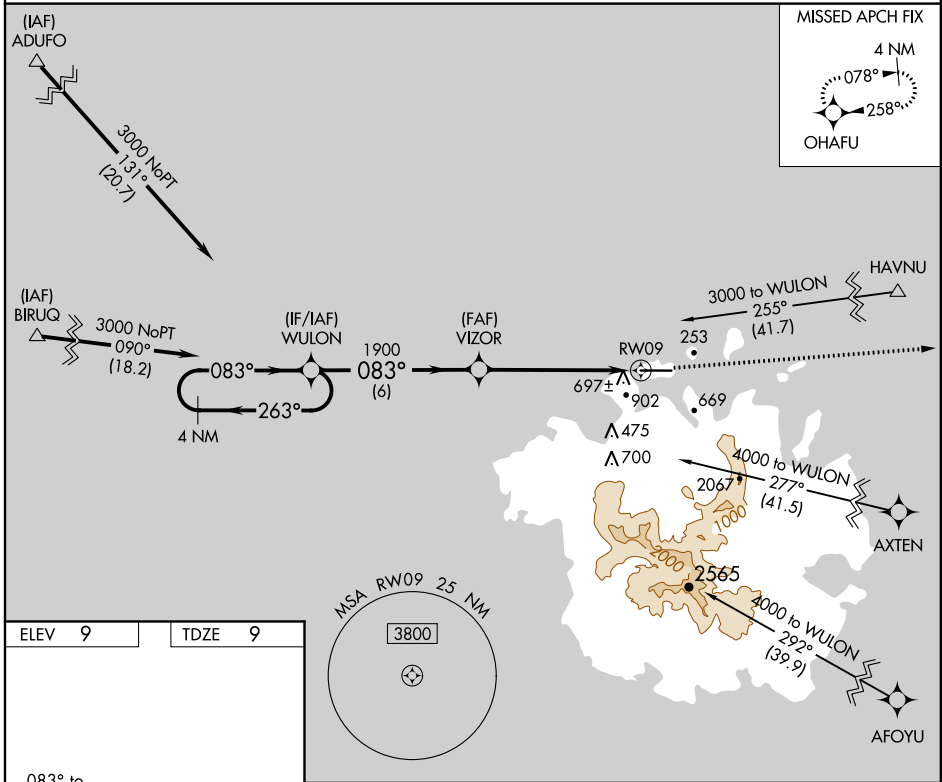 (IAF)
ADUFO
3000 NoPT
131°
(20.7)
MISSED APCH FIX
4 NM
078°
258°
OHAFU
(IAF)
BIRUQ
3000 NoPT
090°
(18.2)
(IF/IAF)
WULON
083°
263°
4 NM
1900
083°
(6)
(FAF)
VIZOR
HAVNU
3000 to WULON
255°
(41.7)
253
RW09
697±
902
669
475
700
4000 to WULON
277°
(41.5)
2067
1000
AXTEN
2000
2565
4000 to WULON
292°
(39.9)
AFOYU
MSA RW09 25 NM
3800
ELEV 9
TDZE 9
083° to